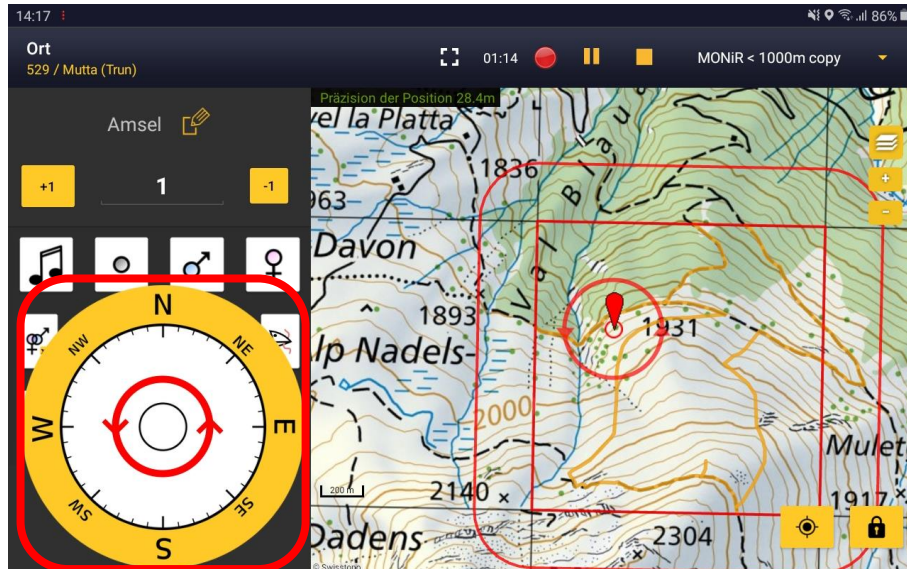 14:17
86%
Ort
529 / Mutta (Trun)
01:14
MONiR < 1000m copy
Präzision der Position 28.4m
Amsel
+1
1
-1
N
NW
NE
W
E
SW
SE
S
vel la Platta
1836
963
Davon
Val Blaus
1893
1931
lp Nadels-
2000
Mulet
200 m
2140
1917
Dadens
2304
© Swisstopo
+
-